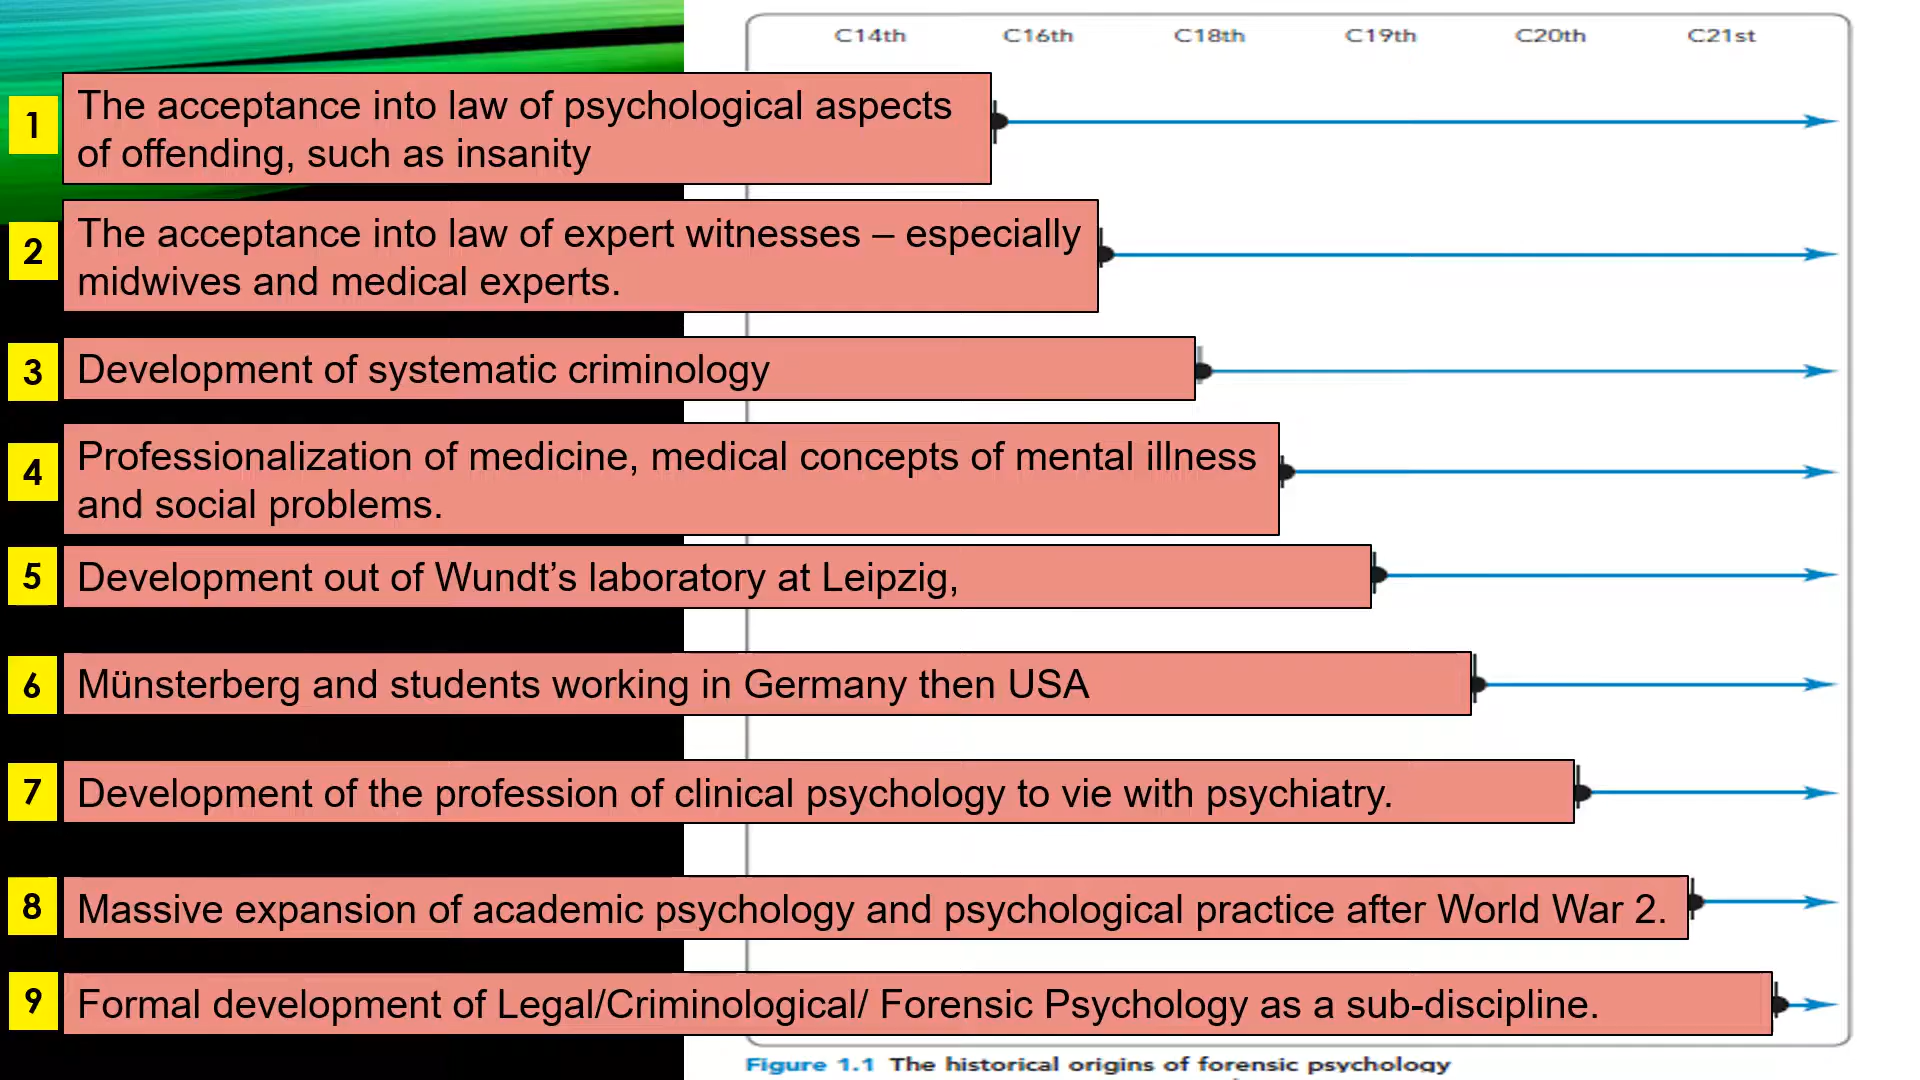 C14th C16th C18th C19th C20th C21st
1
The acceptance into law of psychological aspects
of offending, such as insanity
2
The acceptance into law of expert witnesses – especially
midwives and medical experts.
3
Development of systematic criminology
4
Professionalization of medicine, medical concepts of mental illness
and social problems.
5
Development out of Wundt’s laboratory at Leipzig,
6
Münsterberg and students working in Germany then USA
7
Development of the profession of clinical psychology to vie with psychiatry.
8
Massive expansion of academic psychology and psychological practice after World War 2.
9
Formal development of Legal/Criminological/ Forensic Psychology as a sub-discipline.
Figure 1.1 The historical origins of forensic psychology